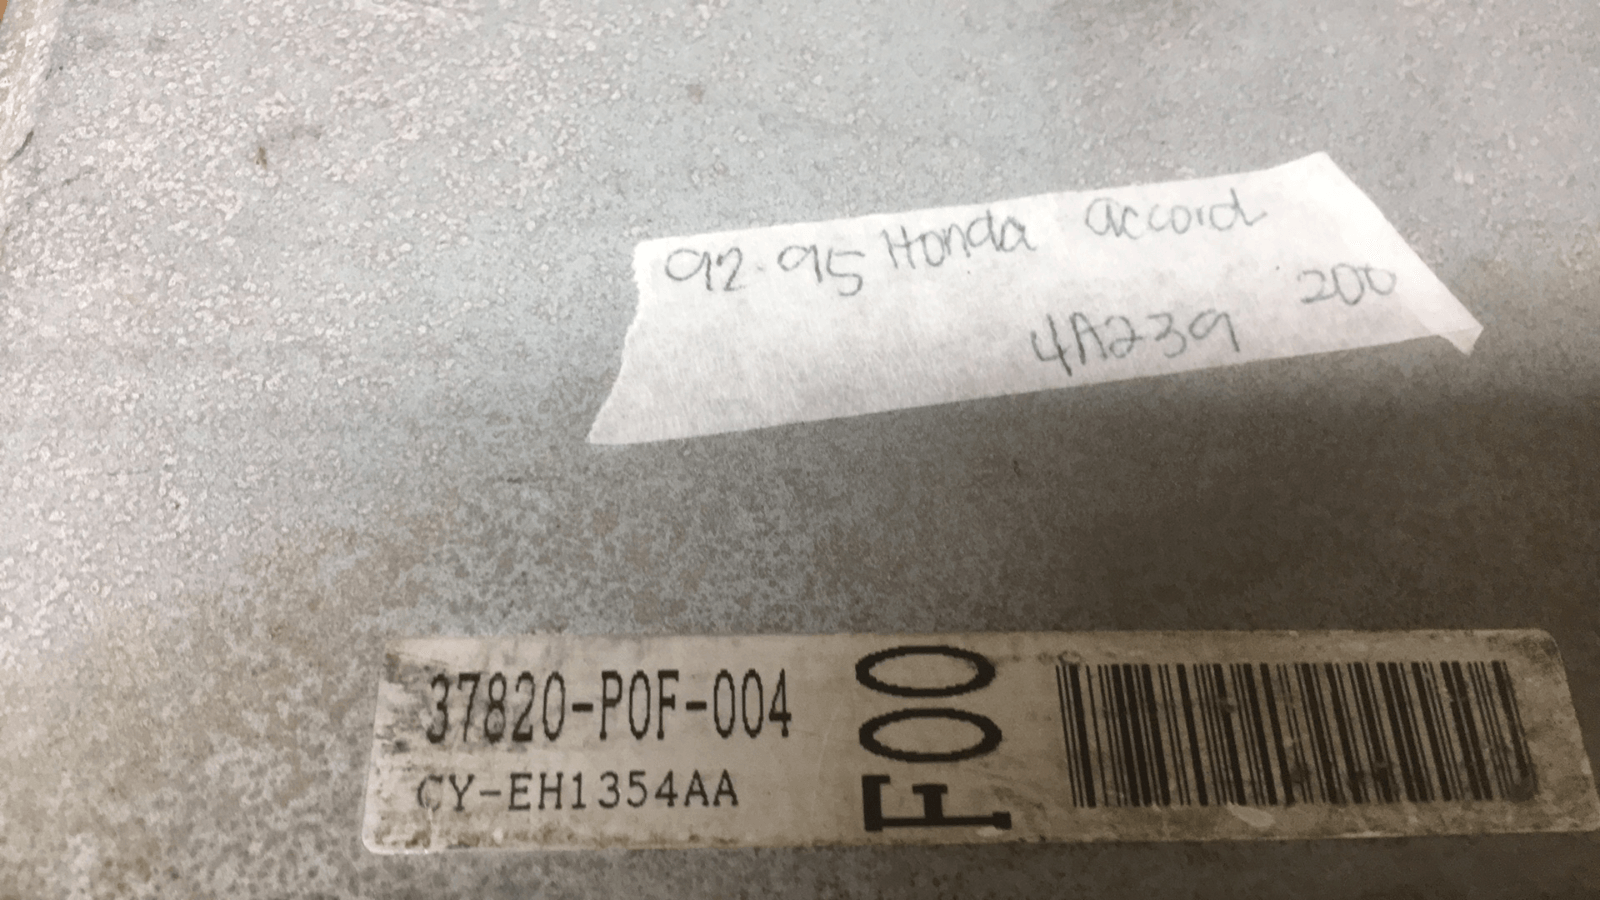 92-95 Honda accord
200
4A239
37820-P0F-004
CY-EH1354AA
F00